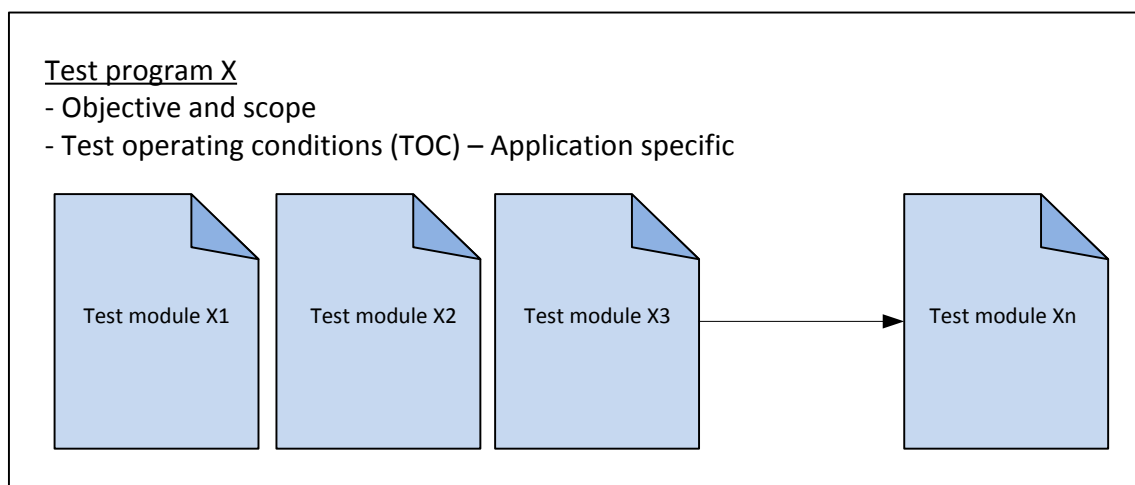 Test program X
- Objective and scope
- Test operating conditions (TOC) – Application specific
Test module X1
Test module X2
Test module X3
Test module Xn